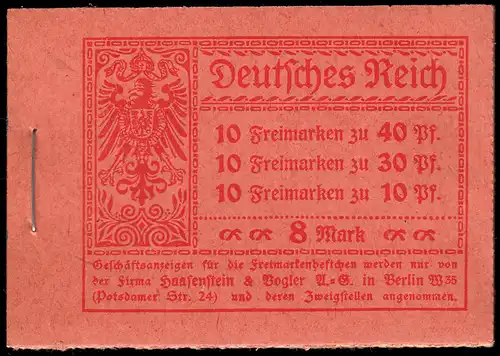 Deutsches Reich
10 Freimarken zu 40 Pf.
10 Freimarken zu 30 Pf.
10 Freimarken zu 10 Pf.
8 Mark
Geschäftsanzeigen für die Freimarkenheftchen werden nur von
der Firma Haasenstein & Vogler A.-G. in Berlin W35
(Potsdamer Str. 24) und deren Zweigstellen angenommen.